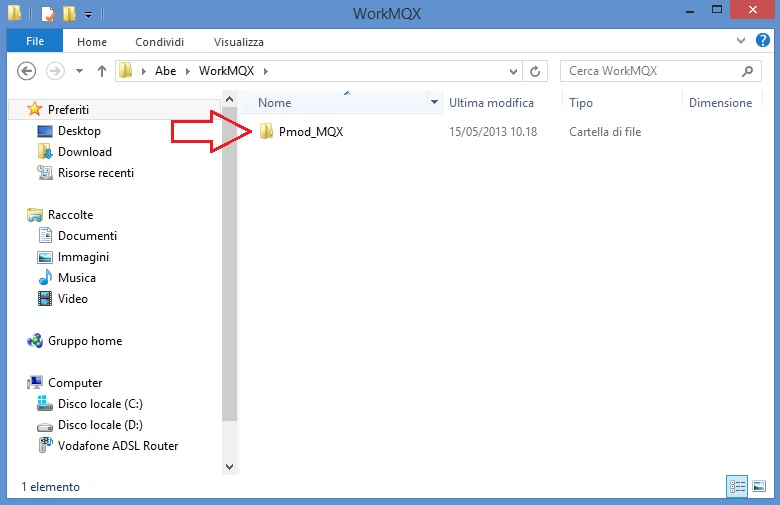 WorkMQX
File Home Condividi Visualizza
Abe WorkMQX Cerca WorkMQX
Nome Ultima modifica Tipo Dimensione
Preferiti
Desktop
Download
Risorse recenti
Pmod_MQX 15/05/2013 10.18 Cartella di file
Raccolte
Documenti
Immagini
Musica
Video
Gruppo home
Computer
Disco locale (C:)
Disco locale (D:)
Vodafone ADSL Router
1 elemento